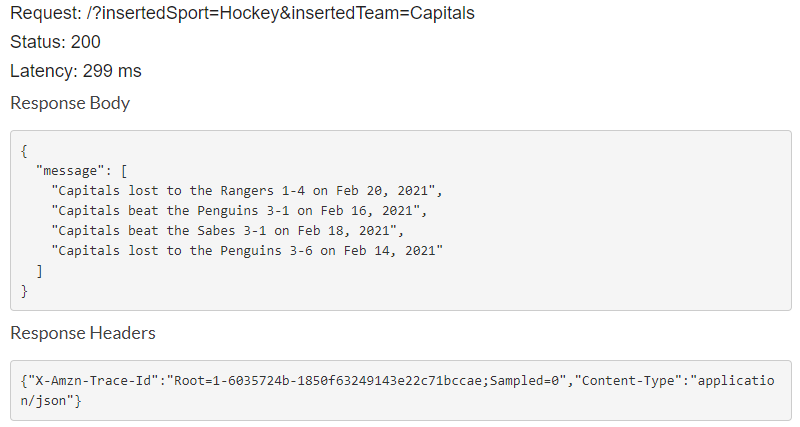 Request: /?insertedSport=Hockey&insertedTeam=Capitals
Status: 200
Latency: 299 ms
Response Body
{
"message": [
"Capitals lost to the Rangers 1-4 on Feb 20, 2021",
"Capitals beat the Penguins 3-1 on Feb 16, 2021",
"Capitals beat the Sabes 3-1 on Feb 18, 2021",
"Capitals lost to the Penguins 3-6 on Feb 14, 2021"
]
}
Response Headers
{"X-Amzn-Trace-Id":"Root=1-6035724b-1850f63249143e22c71bccae;Sampled=0","Content-Type":"applicatio
n/json"}